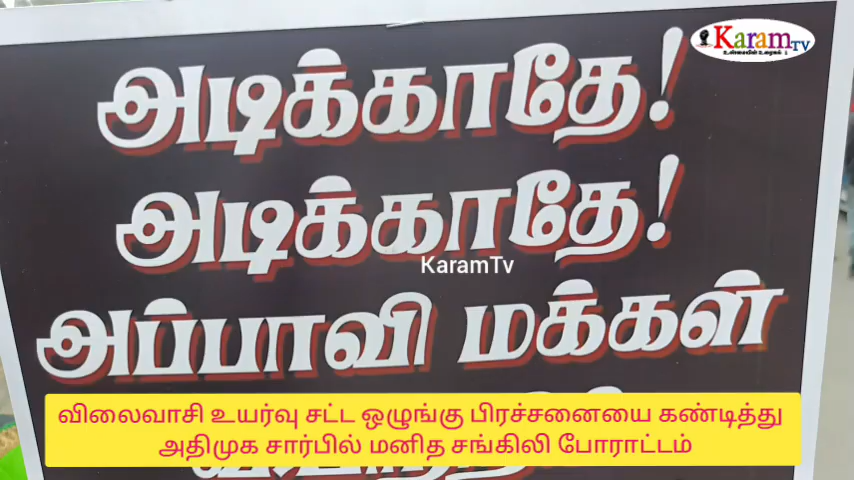 Karam TV
அடிக்காதே!
அடிக்காதே!
KaramTv
அப்பாவி மக்கள்
விலைவாசி உயர்வு சட்ட ஒழுங்கு பிரச்சனையை கண்டித்து
அதிமுக சார்பில் மனித சங்கிலி போராட்டம்